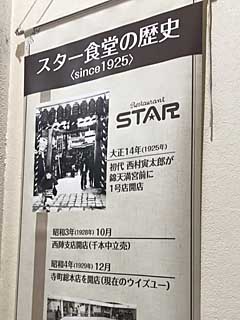 スター食堂の歴史
〈since1925〉
Restaurant
STAR
大正14年(1925年)
初代 西村寅太郎が
錦天満宮前に
1号店開店
昭和3年(1928年)10月
西陣支店開店(千本中立売)
昭和4年(1929年)12月
寺町総本店を開店(現在のウイズユー)